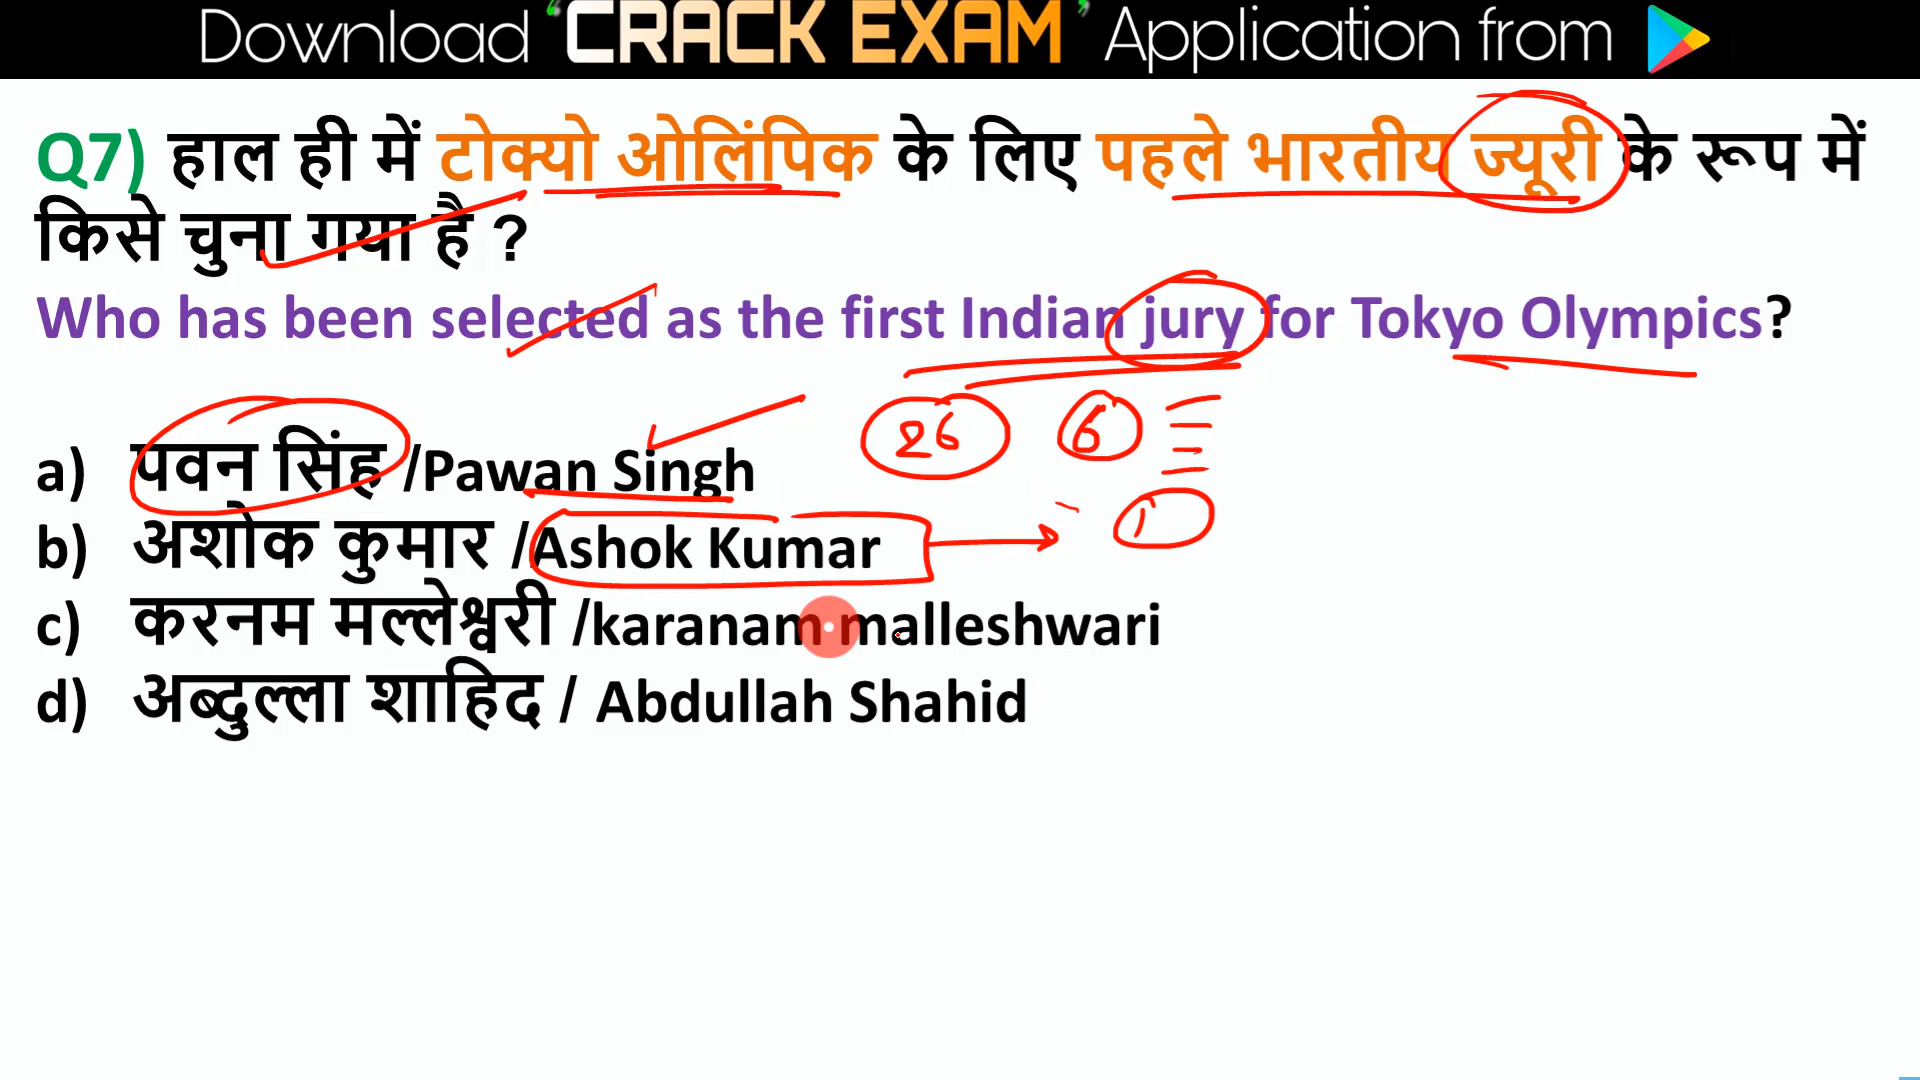 Download ‘CRACK EXAM’ Application from
Q7) हाल ही में टोक्यो ओलिंपिक के लिए पहले भारतीय ज्यूरी के रूप में
किसे चुना गया है ?
Who has been selected as the first Indian jury for Tokyo Olympics?
26 6
a) पवन सिंह /Pawan Singh
1
b) अशोक कुमार /Ashok Kumar
c) करनम मल्लेश्वरी /karanam malleshwari
d) अब्दुल्ला शाहिद / Abdullah Shahid